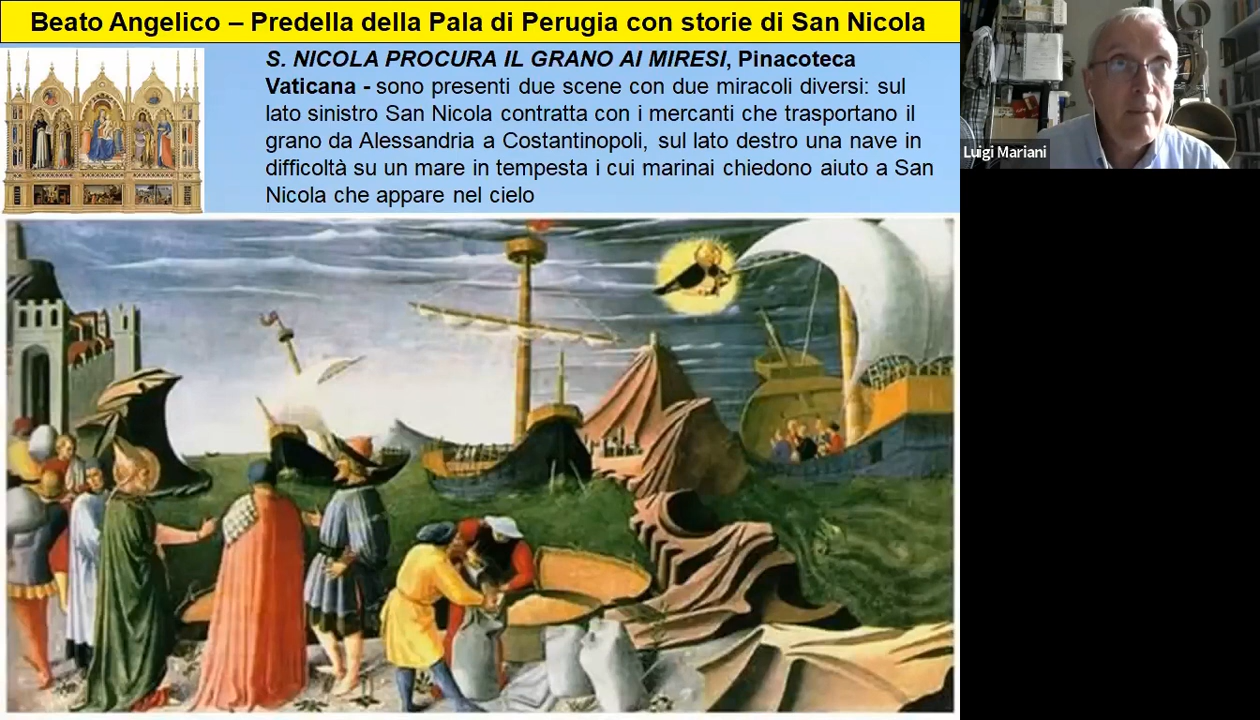 Beato Angelico – Predella della Pala di Perugia con storie di San Nicola
S. NICOLA PROCURA IL GRANO AI MIRESI, Pinacoteca
Vaticana - sono presenti due scene con due miracoli diversi: sul
lato sinistro San Nicola contratta con i mercanti che trasportano il
grano da Alessandria a Costantinopoli, sul lato destro una nave in
difficoltà su un mare in tempesta i cui marinai chiedono aiuto a San
Nicola che appare nel cielo
Luigi Mariani